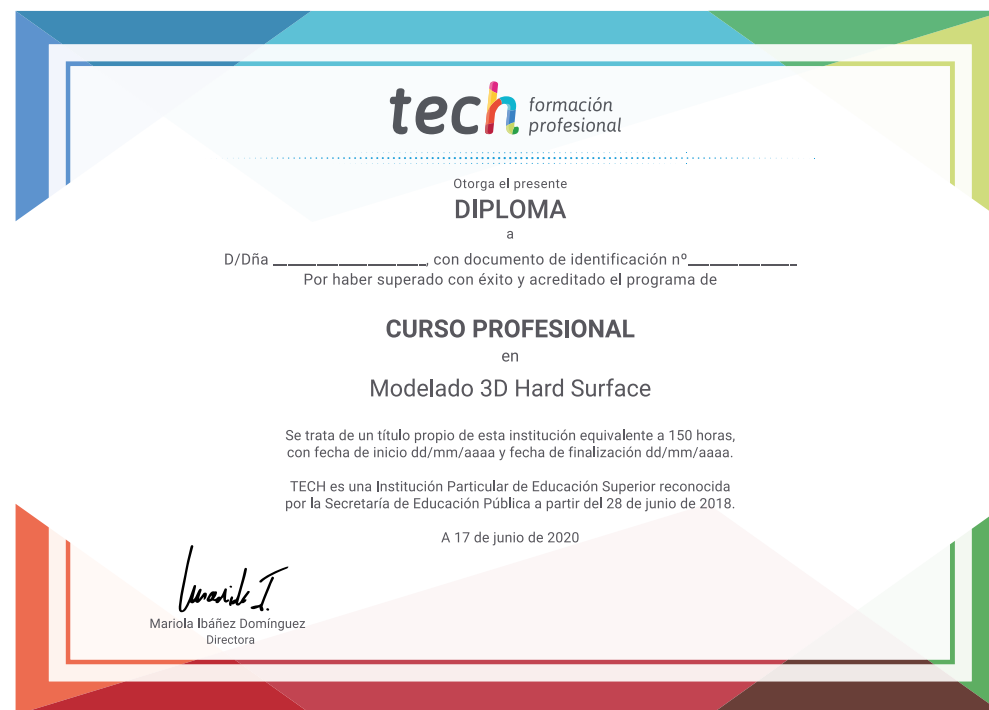 tech formación
profesional
Otorga el presente
DIPLOMA
a
D/Dña ______________________, con documento de identificación nº_______________
Por haber superado con éxito y acreditado el programa de
CURSO PROFESIONAL
en
Modelado 3D Hard Surface
Se trata de un título propio de esta institución equivalente a 150 horas,
con fecha de inicio dd/mm/aaaa y fecha de finalización dd/mm/aaaa.
TECH es una Institución Particular de Educación Superior reconocida
por la Secretaría de Educación Pública a partir del 28 de junio de 2018.
A 17 de junio de 2020
Mariola Ibáñez Domínguez
Directora